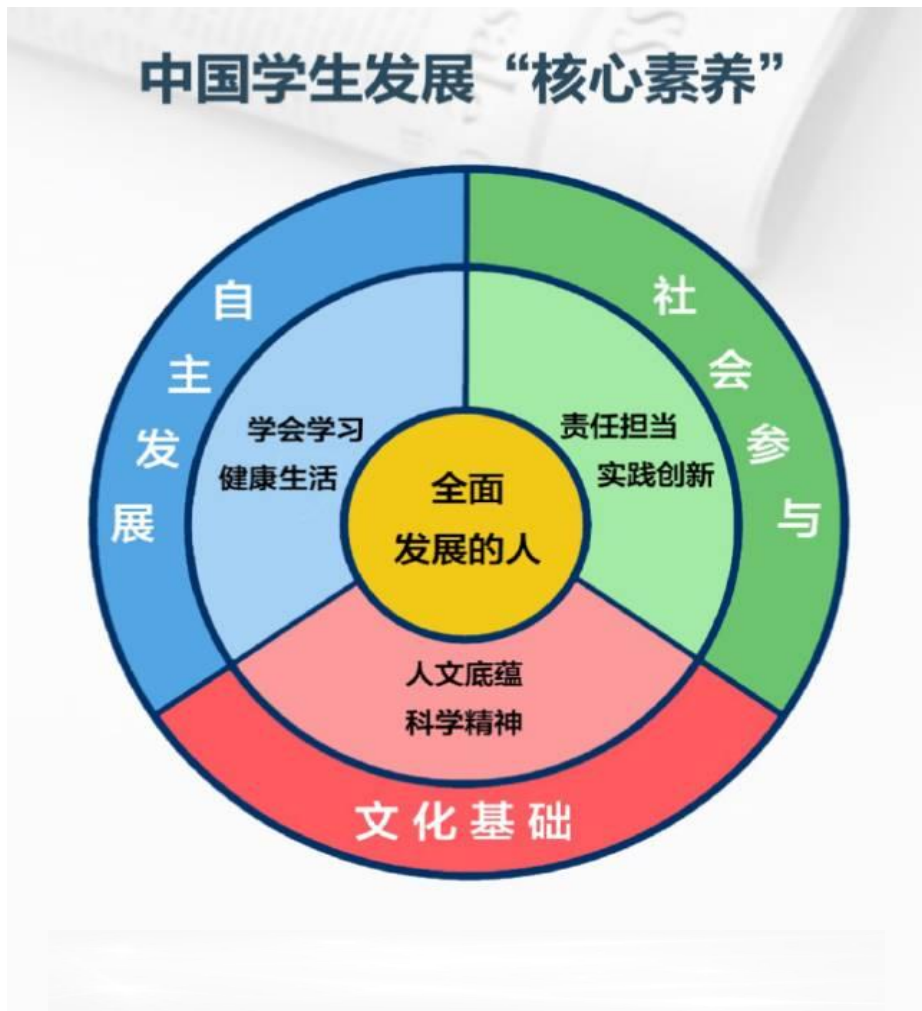 中国学生发展“核心素养”
自主发展
社会参与
学会学习
健康生活
责任担当
实践创新
全面
发展的人
人文底蕴
科学精神
文化基础